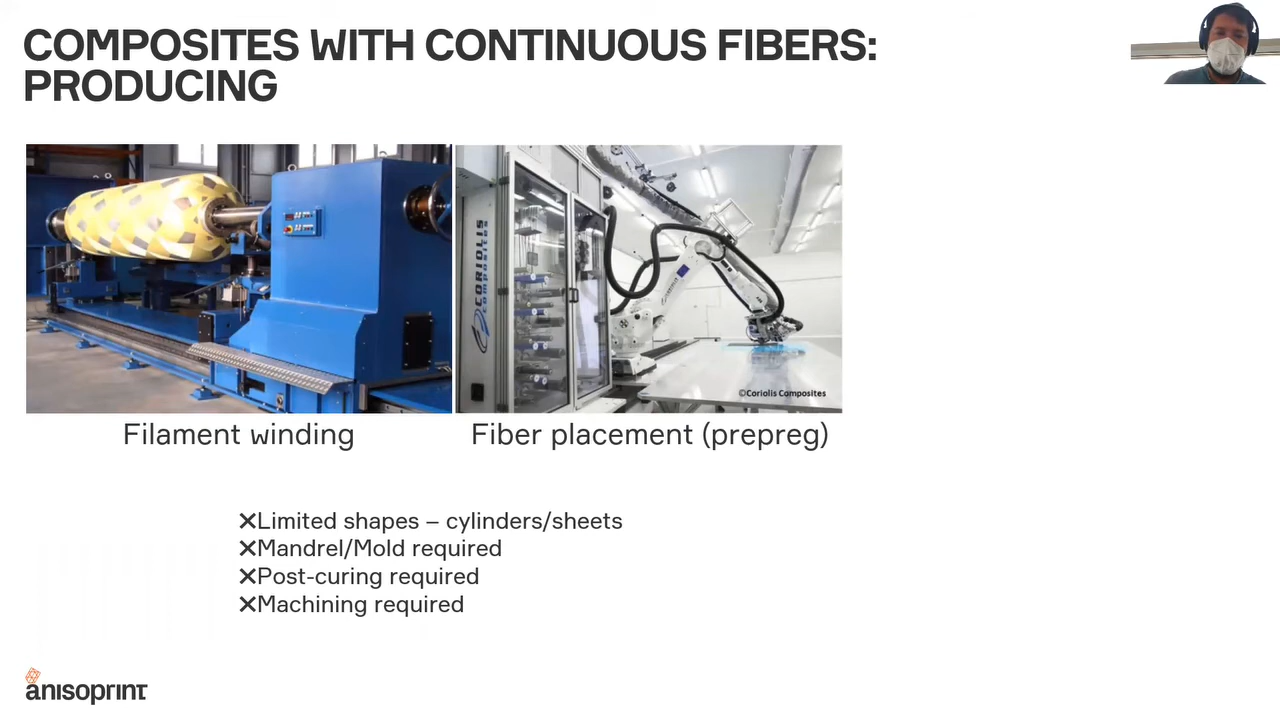 COMPOSITES WITH CONTINUOUS FIBERS:
PRODUCING
CORIOLIS
composites
©Coriolis Composites
Filament winding
Fiber placement (prepreg)
❌Limited shapes – cylinders/sheets
❌Mandrel/Mold required
❌Post-curing required
❌Machining required
anisoprint